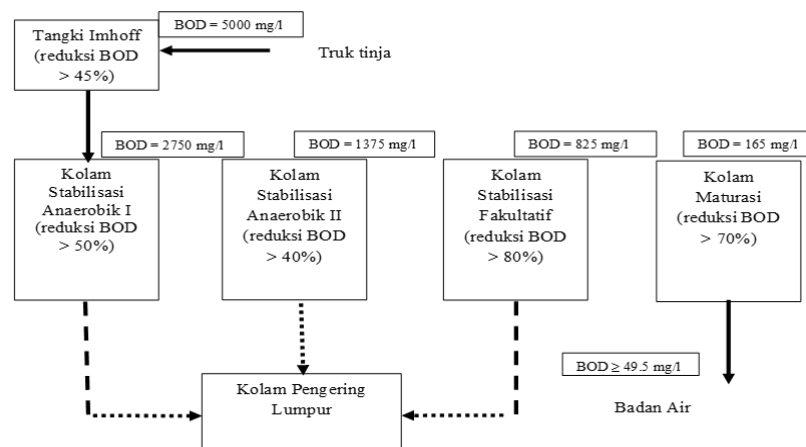 BOD = 5000 mg/l
Tangki Imhoff
(reduksi BOD
> 45%)
Truk tinja
BOD = 2750 mg/l
BOD = 1375 mg/l
BOD = 825 mg/l
BOD = 165 mg/l
Kolam
Stabilisasi
Anaerobik I
(reduksi BOD
> 50%)
Kolam
Stabilisasi
Anaerobik II
(reduksi BOD
> 40%)
Kolam
Stabilisasi
Fakultatif
(reduksi BOD
> 80%)
Kolam
Maturasi
(reduksi BOD
> 70%)
BOD ≥ 49.5 mg/l
Kolam Pengering
Lumpur
Badan Air